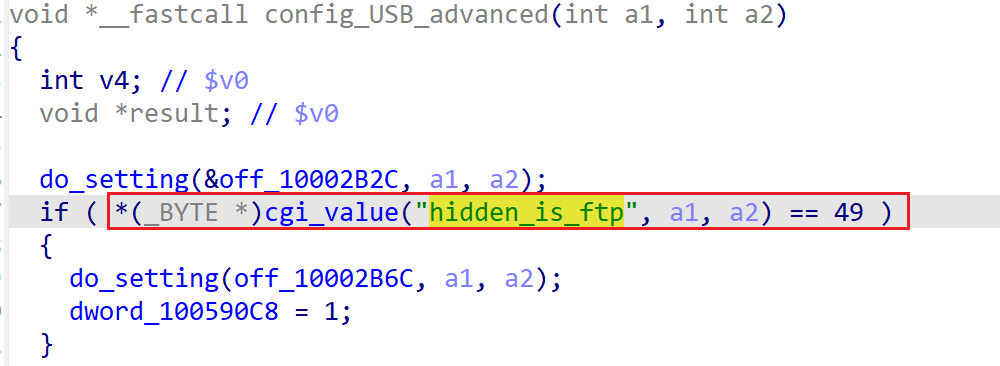 void *__fastcall config_USB_advanced(int a1, int a2)
{
  int v4; // $v0
  void *result; // $v0
  do_setting(&off_10002B2C, a1, a2);
  if ( *(_BYTE *)cgi_value("hidden_is_ftp", a1, a2) == 49 )
  {
    do_setting(off_10002B6C, a1, a2);
    dword_100590C8 = 1;
  }